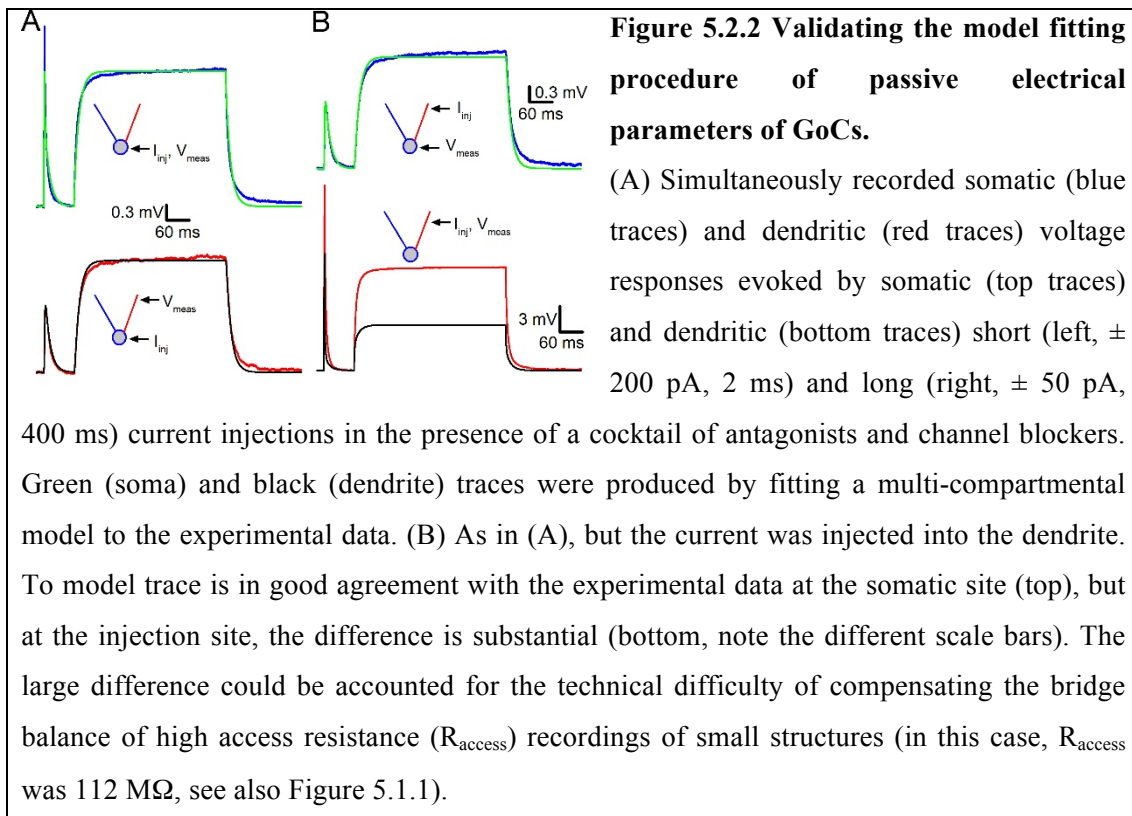 A
B
I_inj, V_meas
0.3 mV
60 ms
V_meas
I_inj
I_inj
V_meas
0.3 mV
60 ms
I_inj, V_meas
3 mV
60 ms
Figure 5.2.2 Validating the model fitting
procedure of passive electrical
parameters of GoCs.
(A) Simultaneously recorded somatic (blue
traces) and dendritic (red traces) voltage
responses evoked by somatic (top traces)
and dendritic (bottom traces) short (left, ±
200 pA, 2 ms) and long (right, ± 50 pA,
400 ms) current injections in the presence of a cocktail of antagonists and channel blockers.
Green (soma) and black (dendrite) traces were produced by fitting a multi-compartmental
model to the experimental data. (B) As in (A), but the current was injected into the dendrite.
To model trace is in good agreement with the experimental data at the somatic site (top), but
at the injection site, the difference is substantial (bottom, note the different scale bars). The
large difference could be accounted for the technical difficulty of compensating the bridge
balance of high access resistance (R_access) recordings of small structures (in this case, R_access
was 112 MΩ, see also Figure 5.1.1).